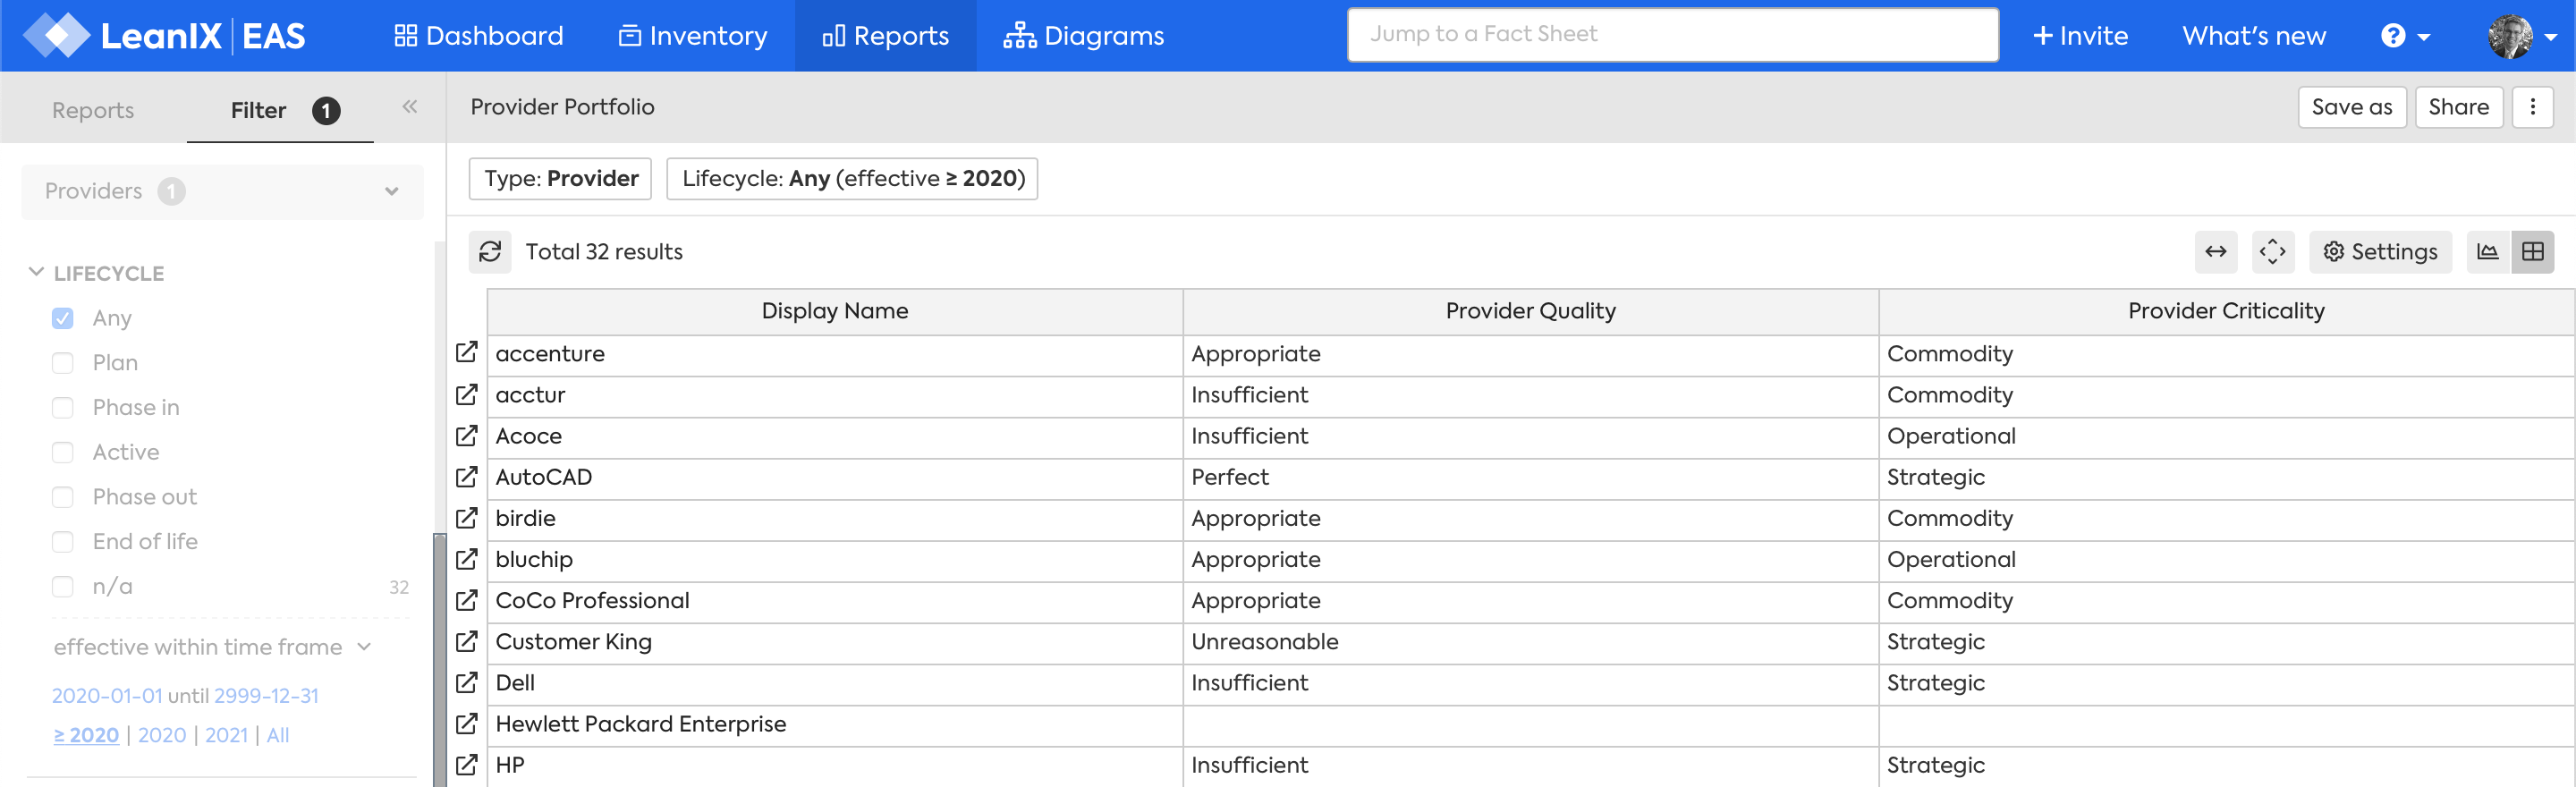 LeanIX | EAS Dashboard Inventory Reports Diagrams Jump to a Fact Sheet + Invite What's new ?
Reports Filter 1 «
Provider Portfolio Save as Share
Providers 1
Type: Provider Lifecycle: Any (effective ≥ 2020)
Total 32 results Settings
LIFECYCLE
Any
Plan
Phase in
Active
Phase out
End of life
n/a 32
effective within time frame
2020-01-01 until 2999-12-31
≥ 2020 | 2020 | 2021 | All
Display Name Provider Quality Provider Criticality
accenture Appropriate Commodity
acctur Insufficient Commodity
Acoce Insufficient Operational
AutoCAD Perfect Strategic
birdie Appropriate Commodity
bluchip Appropriate Operational
CoCo Professional Appropriate Commodity
Customer King Unreasonable Strategic
Dell Insufficient Strategic
Hewlett Packard Enterprise
HP Insufficient Strategic